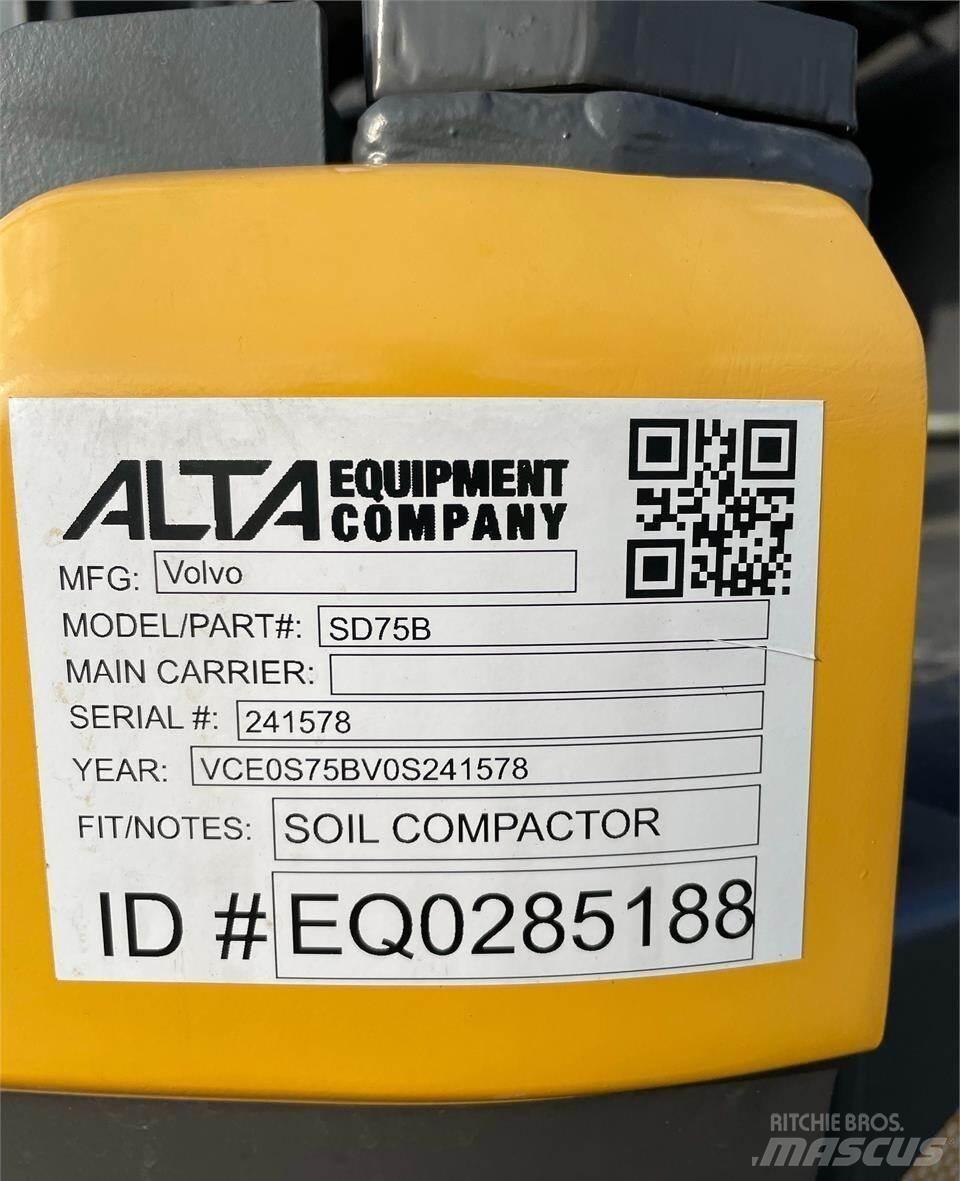 ALTA EQUIPMENT COMPANY
MFG: Volvo
MODEL/PART#: SD75B
MAIN CARRIER:
SERIAL #: 241578
YEAR: VCE0S75BV0S241578
FIT/NOTES: SOIL COMPACTOR
ID # EQ0285188
RITCHIE BROS.
MASCUS